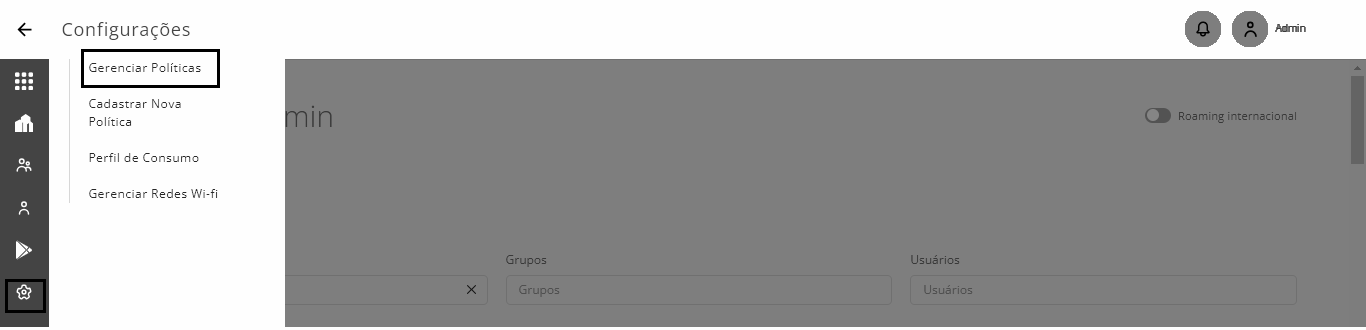 Configurações
Admin
Gerenciar Políticas
Cadastrar Nova
Política
Perfil de Consumo
Gerenciar Redes Wi-fi
min
Roaming internacional
Grupos
Usuários
Grupos
Usuários